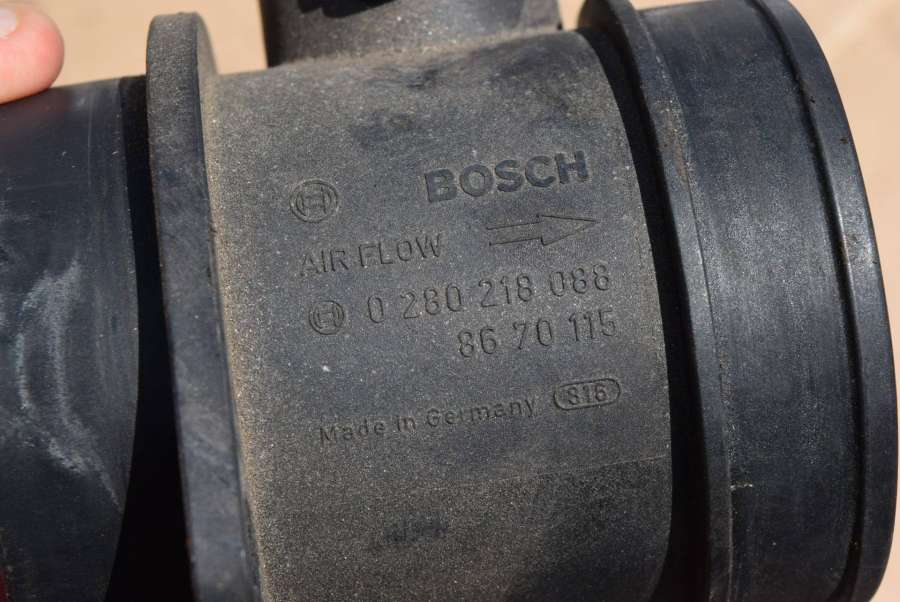 BOSCH
AIR FLOW
0 280 218 088
86 70 115
Made in Germany 816